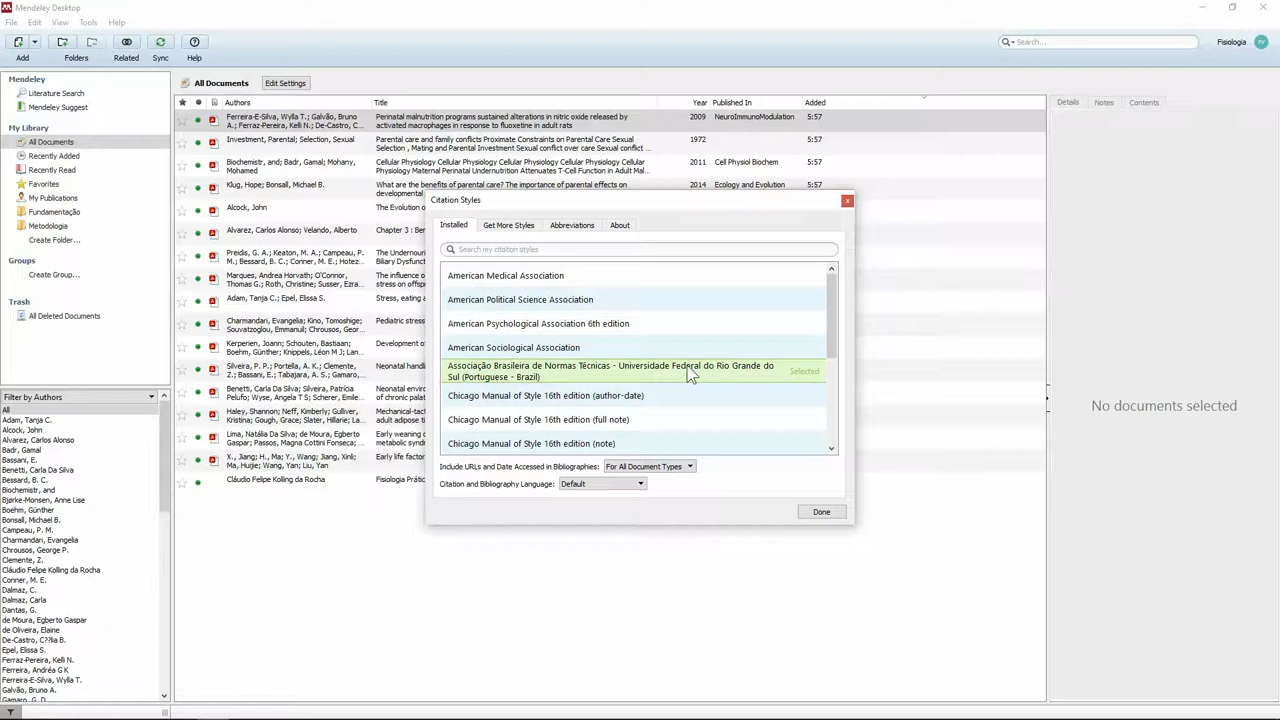 Mendeley Desktop
File Edit View Tools Help
Add Folders Related Sync Help
Search...
Fisiologia
Mendeley
Literature Search
Mendeley Suggest
My Library
All Documents
Recently Added
Recently Read
Favorites
My Publications
Fundamentação
Metodologia
Create Folder...
Groups
Create Group...
Trash
All Deleted Documents
Filter by Authors
All
Adam, Tanja C.
Alcock, John
Alvarez, Carlos Alonso
Badr, Gamal
Bassani, E.
Benetti, Carla Da Silva
Bessard, B. C.
Biochemistr, and
Bjørke-Monsen, Anne Lise
Boehm, Günther
Bonsall, Michael B.
Campeau, P. M.
Charmandari, Evangelia
Chrousos, George P.
Clemente, Z.
Cláudio Felipe Kolling da Rocha
Conner, M. E.
Dalmaz, C.
Dalmaz, Carla
Dantas, G.
de Moura, Egberto Gaspar
de Oliveira, Elaine
De-Castro, C??lia B.
Epel, Elissa S.
Ferraz-Pereira, Kelli N.
Ferreira, Andréa G K
Ferreira-E-Silva, Wylla T.
Galvão, Bruno A.
Gamaro, G. D.
All Documents
Edit Settings
Authors Title Year Published In Added
Ferreira-E-Silva, Wylla T.; Galvão, Bruno Perinatal malnutrition programs sustained alterations in nitric oxide released by 2009 NeuroImmunoModulation 5:57
A.; Ferraz-Pereira, Kelli N.; De-Castro, C... activated macrophages in response to fluoxetine in adult rats
Investment, Parental; Selection, Sexual Parental care and family conflicts Proximate Constraints on Parental Care Sexual 1972 5:57
Selection , Mating and Parental Investment Sexual conflict over care Sexual conflict ...
Biochemistr, and; Badr, Gamal; Mohany, Cellular Physiology Cellular Physiology Cellular Physiology Cellular Physiology 2011 Cell Physiol Biochem 5:57
Mohamed Physiology Maternal Perinatal Undernutrition Attenuates T-Cell Function in Adult Mal...
Klug, Hope; Bonsall, Michael B. What are the benefits of parental care? The importance of parental effects on 2014 Ecology and Evolution 5:57
developmental
Alcock, John The Evolution o
Alvarez, Carlos Alonso; Velando, Alberto Chapter 3 : Ben
Preidis, G. A.; Keaton, M. A.; Campeau, The Undernouri
P. M.; Bessard, B. C.; Conner, M. E.; Hotez... Biliary Dysfunct
Marques, Andrea Horvath; O'Connor, The influence o
Thomas G.; Roth, Christine; Susser, Ezra... of maternal pre
Adam, Tanja C.; Epel, Elissa S. Stress, eating a
Charmandari, Evangelia; Kino, Tomoshige; Pediatric stress
Souvatzoglou, Emmanuil; Chrousos, Geor...
Kerperien, JoAnn; Schouten, Bastiaan; Development o
Boehm, Günther; Knippels, Léon M J; Lam...
Silveira, P. P.; Portella, A. K.; Clemente, Neonatal handli
Z.; Bassani, E.; Tabajara, A. S.; Gamaro,...
Benetti, Carla Da Silva; Silveira, Patrícia Neonatal environ
of chronic palat
Haley, Sharon; Neff, Kimberly; Gulliver, Mechanical-tact
Kristina; Gough, Grace; Slater, Hillarie; L...
Lima, Natália Da Silva; de Moura, Egberto Early weaning c
Gaspar; Passos, Magna Cottini Fonseca;... metabolic syndro
X., Jiang; H., Ma; Y., Wang; Jiang, Xinli; Early life factor
Ma, Huijie; Wang, Yan; Liu, Yan
Cláudio Felipe Kolling da Rocha Fisiologia Prátic
Citation Styles
x
Installed Get More Styles Abbreviations About
Search my citation styles
American Medical Association
American Political Science Association
American Psychological Association 6th edition
American Sociological Association
Associação Brasileira de Normas Técnicas - Universidade Federal do Rio Grande do
Sul (Portuguese - Brazil)
Selected
Chicago Manual of Style 16th edition (author-date)
Chicago Manual of Style 16th edition (full note)
Chicago Manual of Style 16th edition (note)
Include URLs and Date Accessed in Bibliographies: For All Document Types
Citation and Bibliography Language: Default
Done
Details Notes Contents
No documents selected